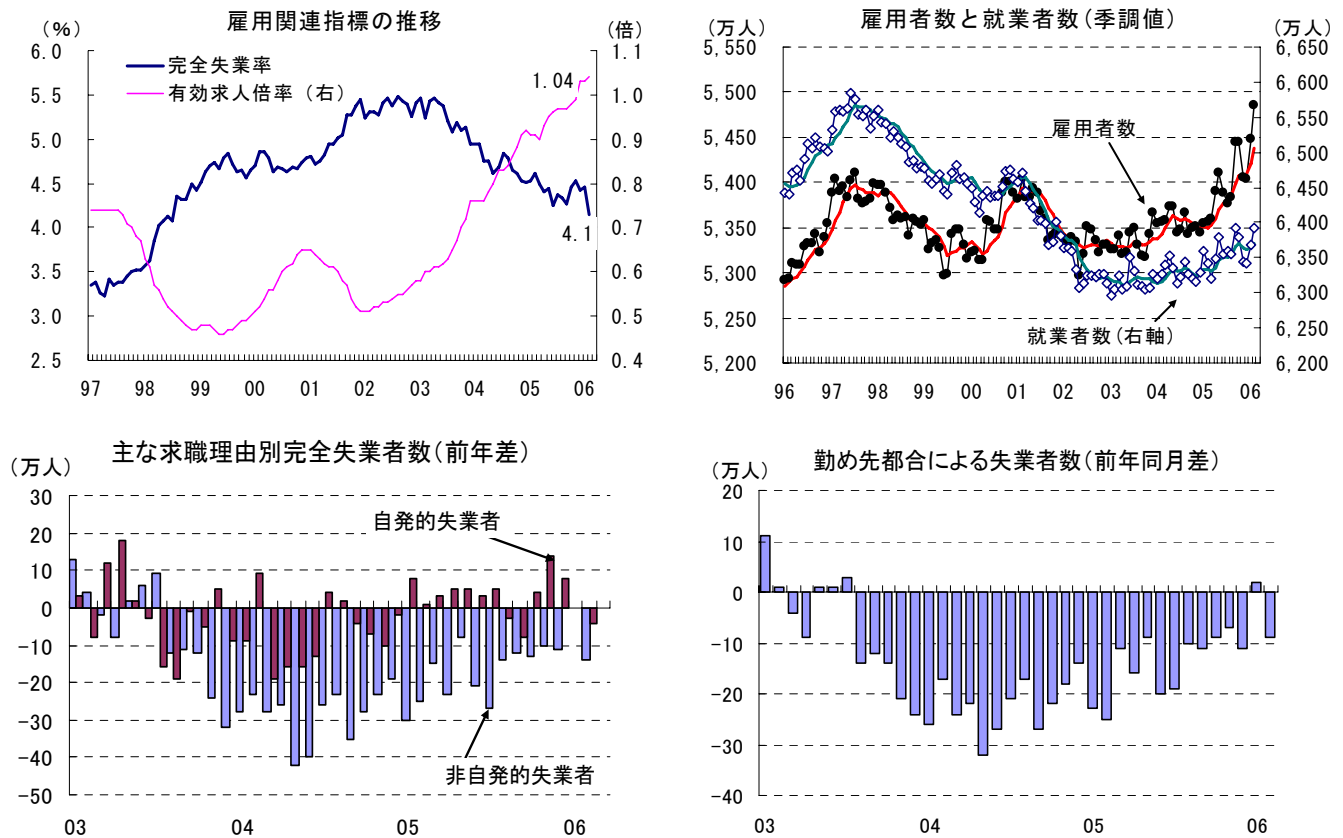 雇用関連指標の推移
(%)
(倍)
6.0
5.5
5.0
4.5
4.0
3.5
3.0
2.5
完全失業率
有効求人倍率（右）
1.04
4.1
1.1
1.0
0.9
0.8
0.7
0.6
0.5
0.4
97 98 99 00 01 02 03 04 05 06
雇用者数と就業者数(季調値)
(万人)
(万人)
5,550
5,500
5,450
5,400
5,350
5,300
5,250
5,200
雇用者数
就業者数(右軸)
6,650
6,600
6,550
6,500
6,450
6,400
6,350
6,300
6,250
6,200
96 97 98 99 00 01 02 03 04 05 06
主な求職理由別完全失業者数(前年差)
(万人)
30
20
10
0
-10
-20
-30
-40
-50
自発的失業者
非自発的失業者
03 04 05 06
勤め先都合による失業者数(前年同月差)
(万人)
20
10
0
-10
-20
-30
-40
03 04 05 06